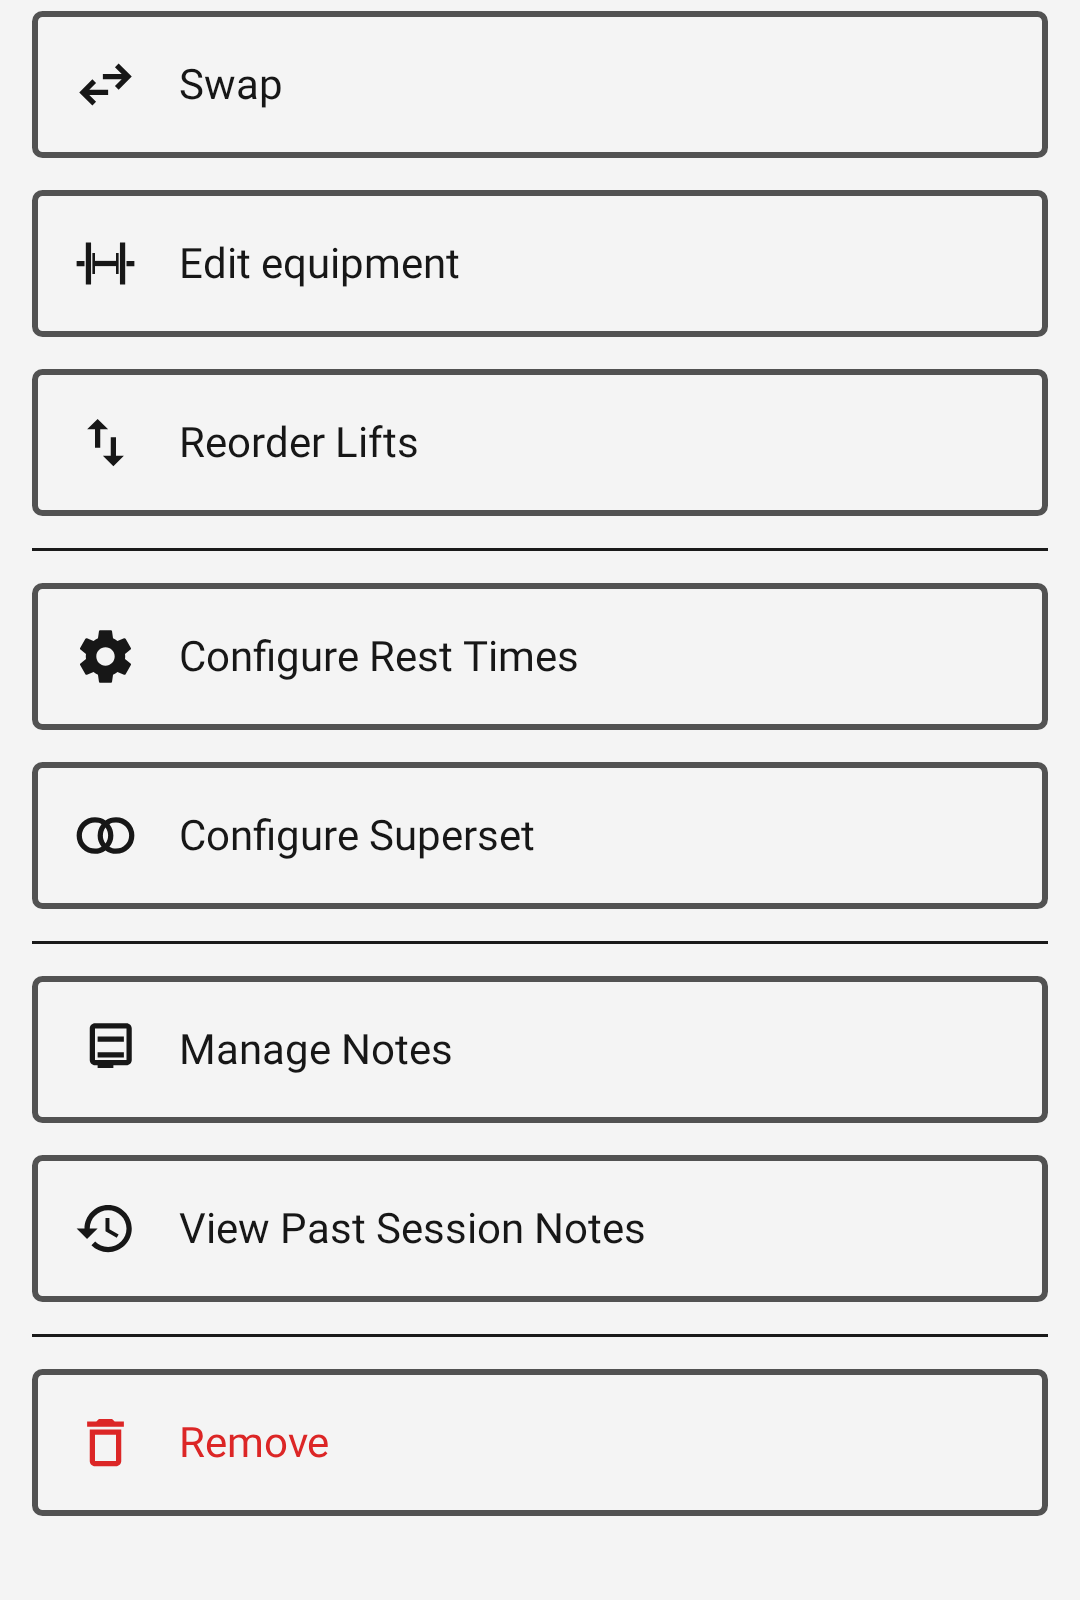 Swap
Edit equipment
Reorder Lifts
Configure Rest Times
Configure Superset
Manage Notes
View Past Session Notes
Remove